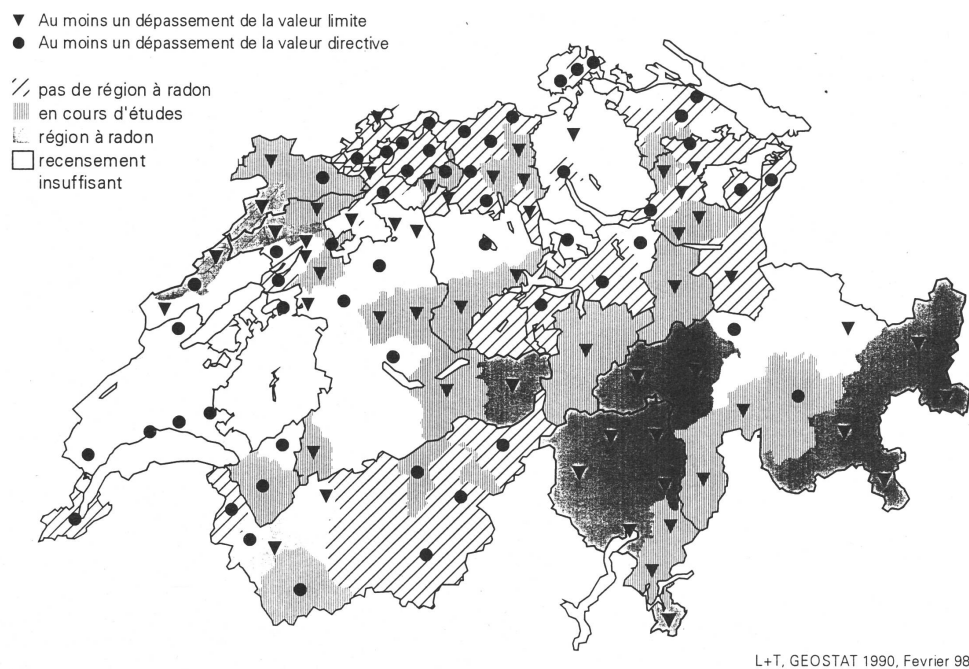 Au moins un dépassement de la valeur limite
Au moins un dépassement de la valeur directive
pas de région à radon
en cours d'études
région à radon
recensement
insuffisant
L+T, GEOSTAT 1990, Fevrier 98